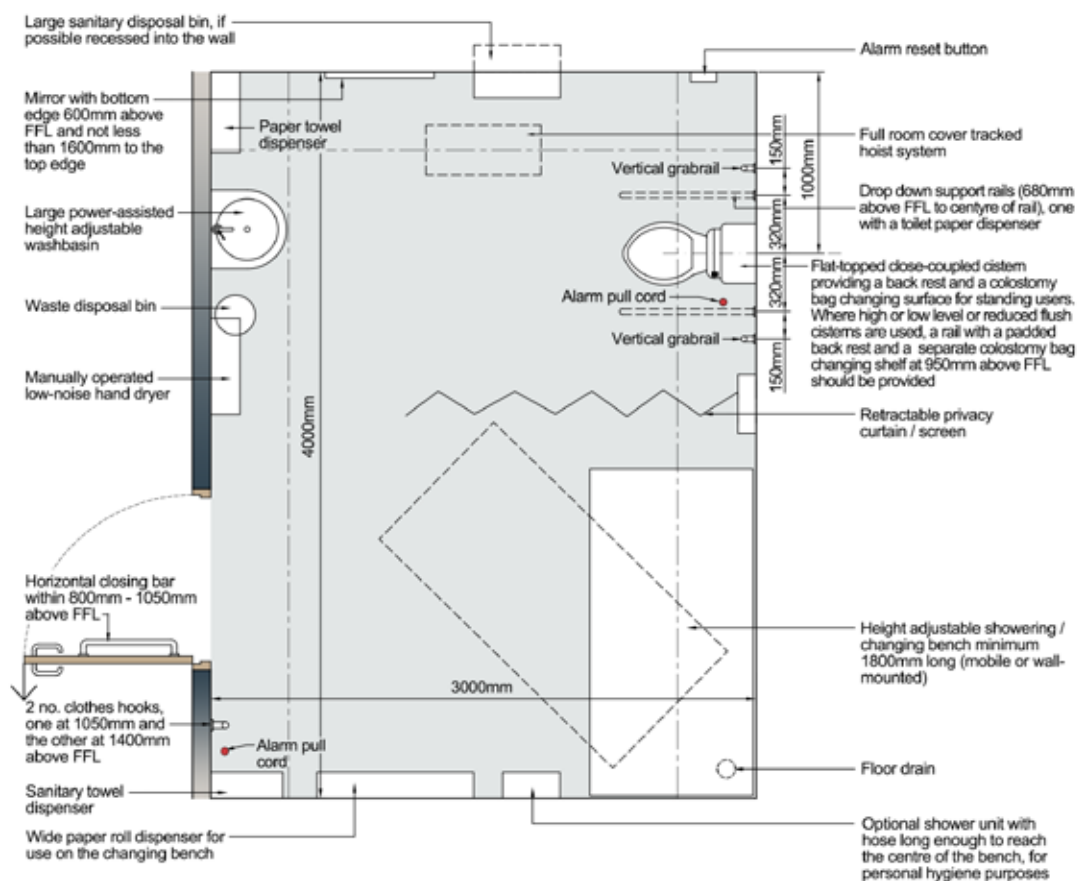 Large sanitary disposal bin, if
possible recessed into the wall
Alarm reset button
Mirror with bottom
edge 600mm above
FFL and not less
than 1600mm to the
top edge
Paper towel
dispenser
Full room cover tracked
hoist system
150mm
1000mm
Vertical grabrail
Large power-assisted
height adjustable
washbasin
Drop down support rails (680mm
above FFL to centyre of rail), one
with a toilet paper dispenser
320mm
Flat-topped close-coupled cistern
providing a back rest and a colostomy
bag changing surface for standing users.
Where high or low level or reduced flush
cisterns are used, a rail with a padded
back rest and a separate colostomy bag
changing shelf at 950mm above FFL
should be provided
320mm
Alarm pull cord
Waste disposal bin
Vertical grabrail
150mm
Manually operated
low-noise hand dryer
Retractable privacy
curtain / screen
4000mm
Horizontal closing bar
within 800mm - 1050mm
above FFL
Height adjustable showering /
changing bench minimum
1800mm long (mobile or wall-
mounted)
3000mm
2 no. clothes hooks,
one at 1050mm and
the other at 1400mm
above FFL
Alarm pull
cord
Floor drain
Sanitary towel
dispenser
Wide paper roll dispenser for
use on the changing bench
Optional shower unit with
hose long enough to reach
the centre of the bench, for
personal hygiene purposes